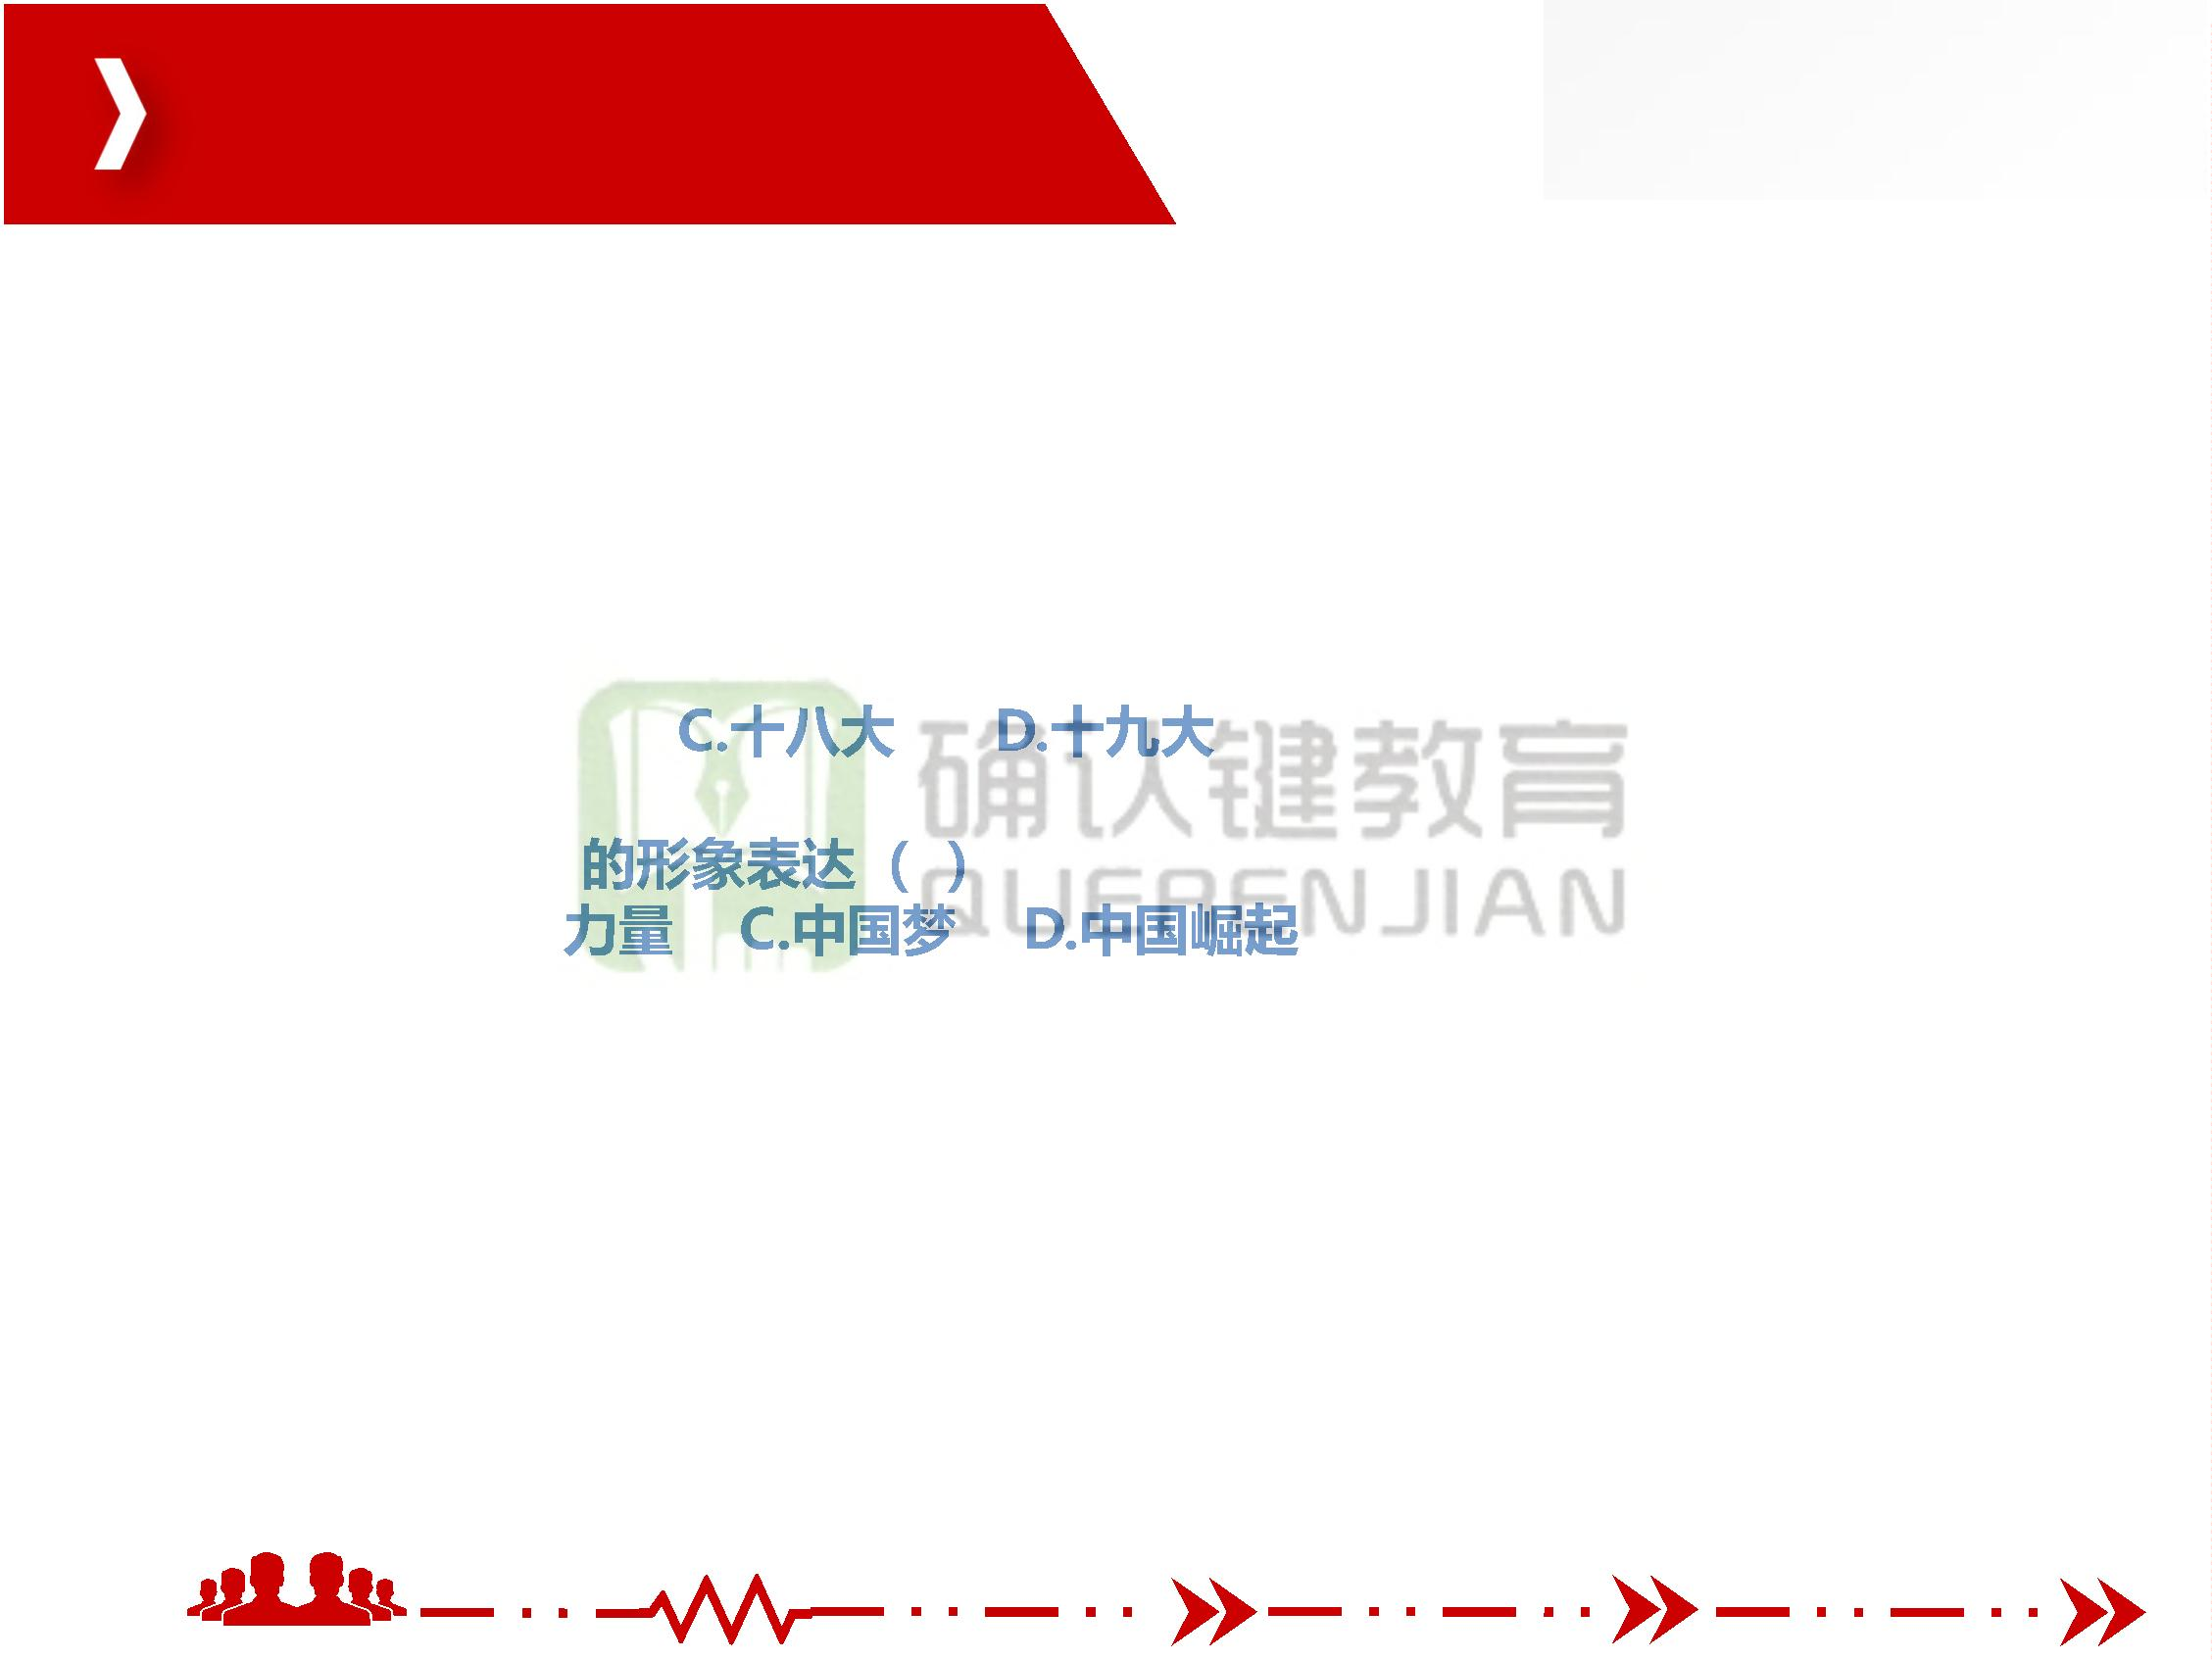 C.十八大 D.十九大
确认键教育
的形象表达（ ）
QUERENJIAN
力量 C.中国梦 D.中国崛起